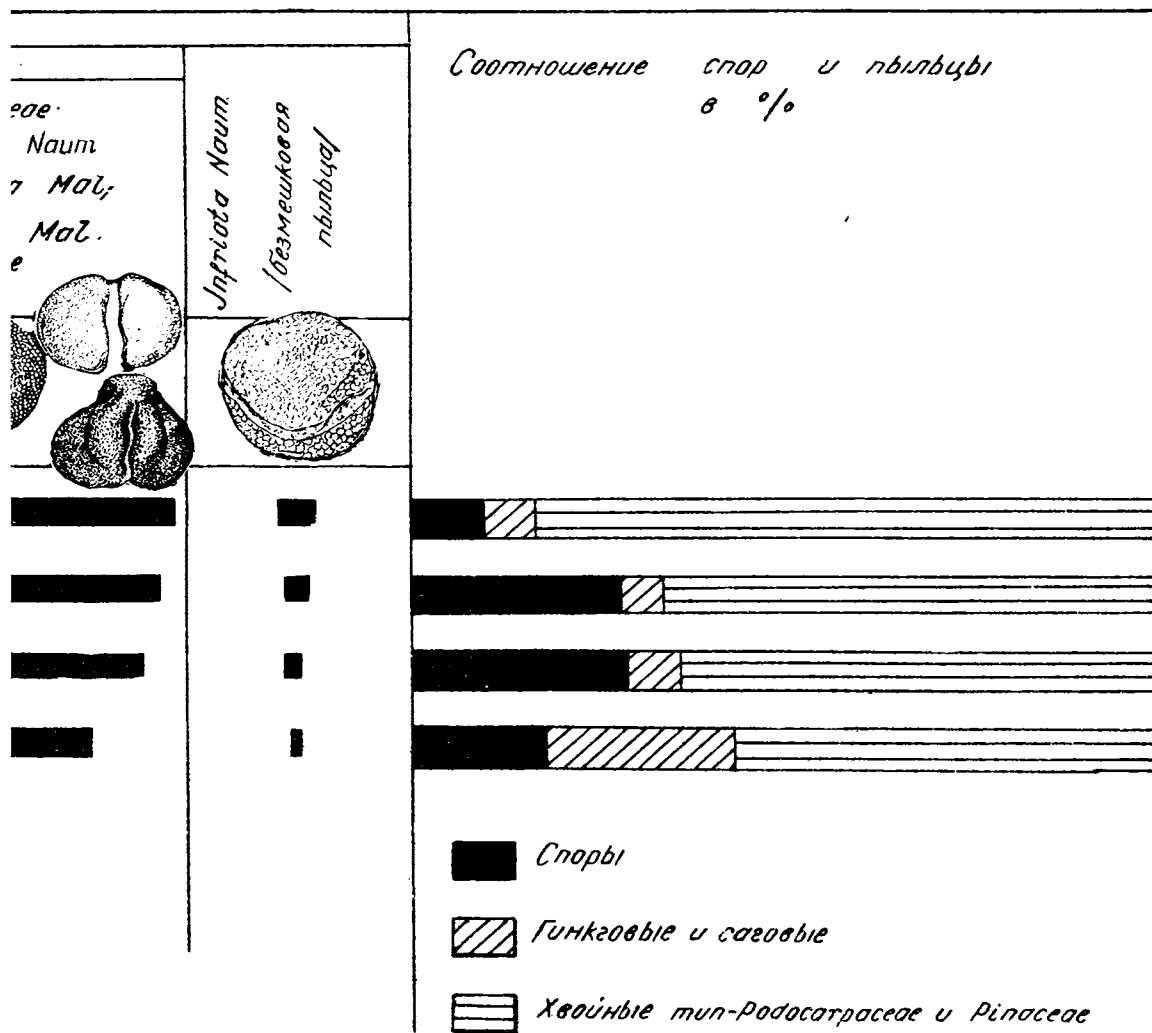 eae.
Naum
Mal;
Mal.
e
Infriata Naum.
/безмешковая
пыльца/
Соотношение спор и пыльцы
в %
Споры
Гинкговые и саговые
Хвойные тип-Podocarpaceae и Pinaceae